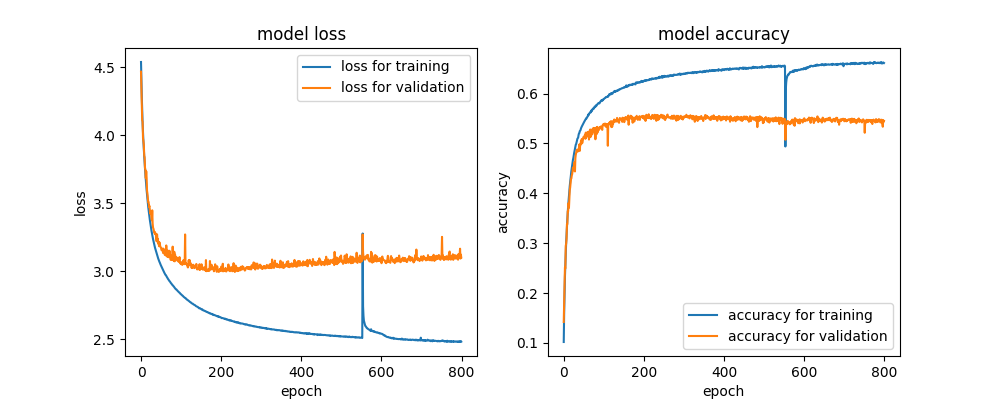 model loss
4.5
4.0
3.5
3.0
2.5
loss
0 200 400 600 800
epoch
loss for training
loss for validation
model accuracy
0.6
0.5
0.4
0.3
0.2
0.1
accuracy
0 200 400 600 800
epoch
accuracy for training
accuracy for validation